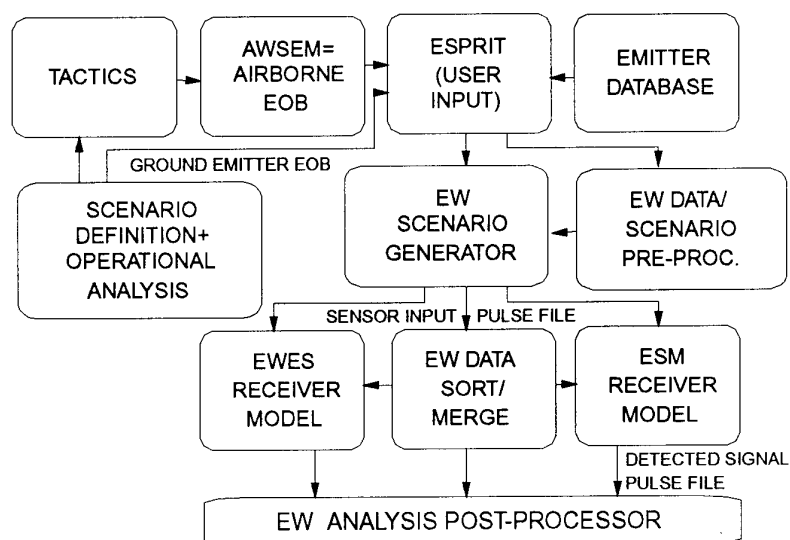 TACTICS
AWSEM=
AIRBORNE
EOB
ESPRIT
(USER
INPUT)
EMITTER
DATABASE
GROUND EMITTER EOB
SCENARIO
DEFINITION+
OPERATIONAL
ANALYSIS
EW
SCENARIO
GENERATOR
EW DATA/
SCENARIO
PRE-PROC.
SENSOR INPUT PULSE FILE
EWES
RECEIVER
MODEL
EW DATA
SORT/
MERGE
ESM
RECEIVER
MODEL
DETECTED SIGNAL
PULSE FILE
EW ANALYSIS POST-PROCESSOR